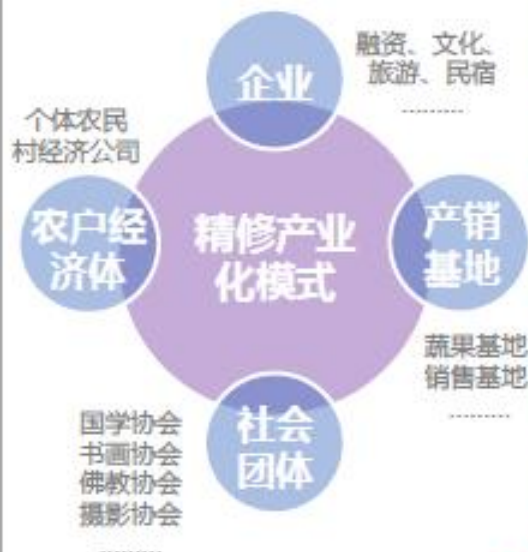 企业
融资、文化、
旅游、民宿
个体农民
村经济公司
农户经
济体
精修产业
化模式
产销
基地
蔬果基地
销售基地
社会
团体
国学协会
书画协会
佛教协会
摄影协会